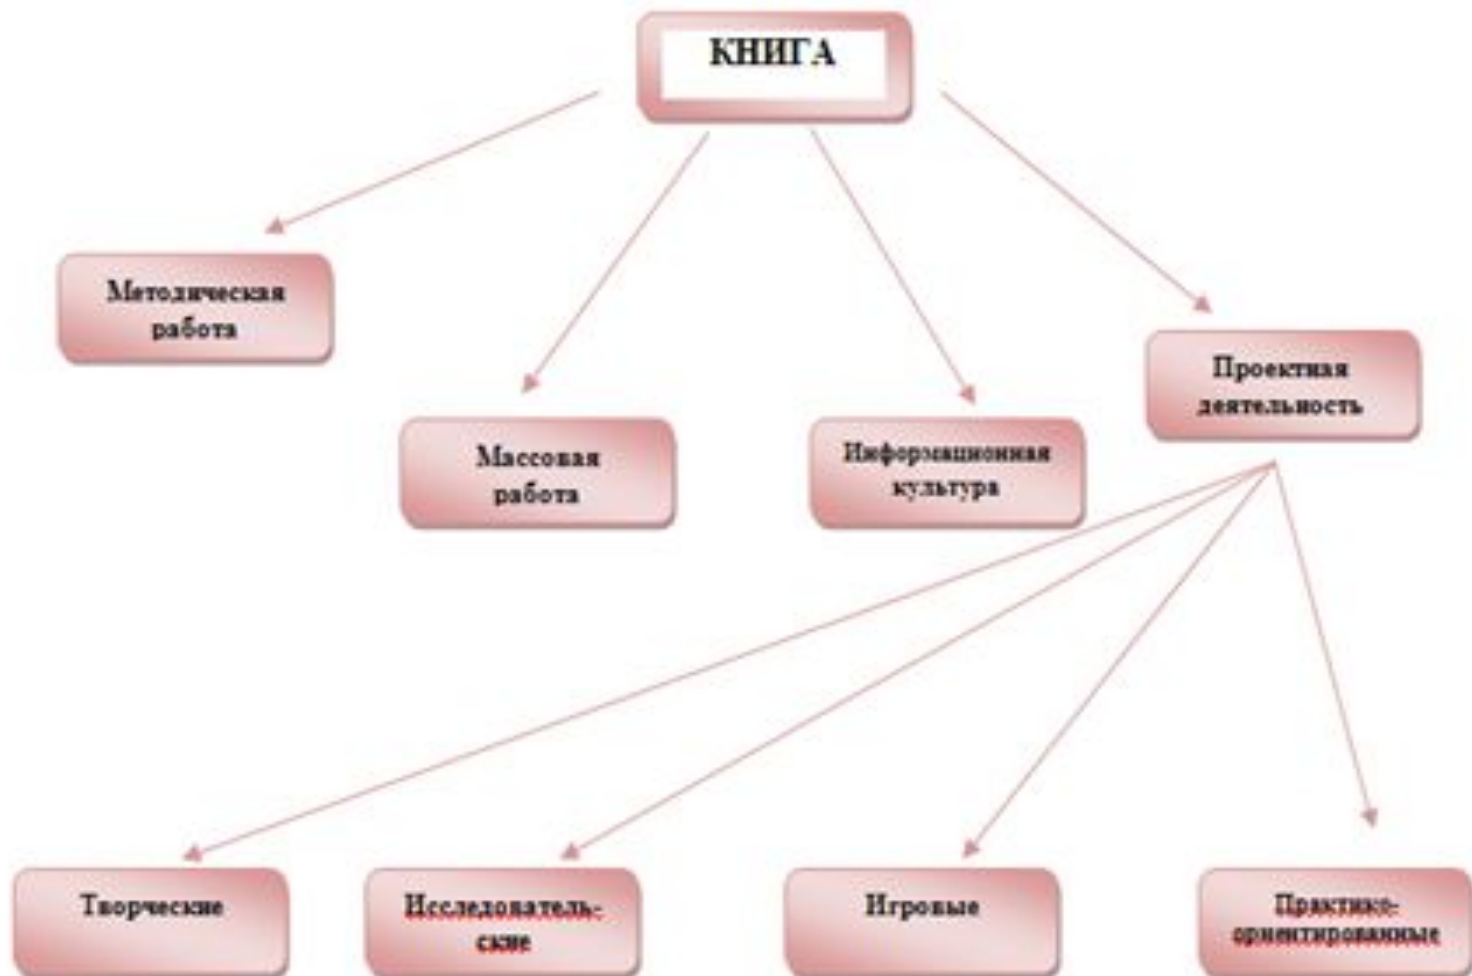 КНИГА
Методическая
работа
Массовая
работа
Информационная
культура
Проектная
деятельность
Творческие
Исследователь-
ские
Игровые
Практико-
ориентированные